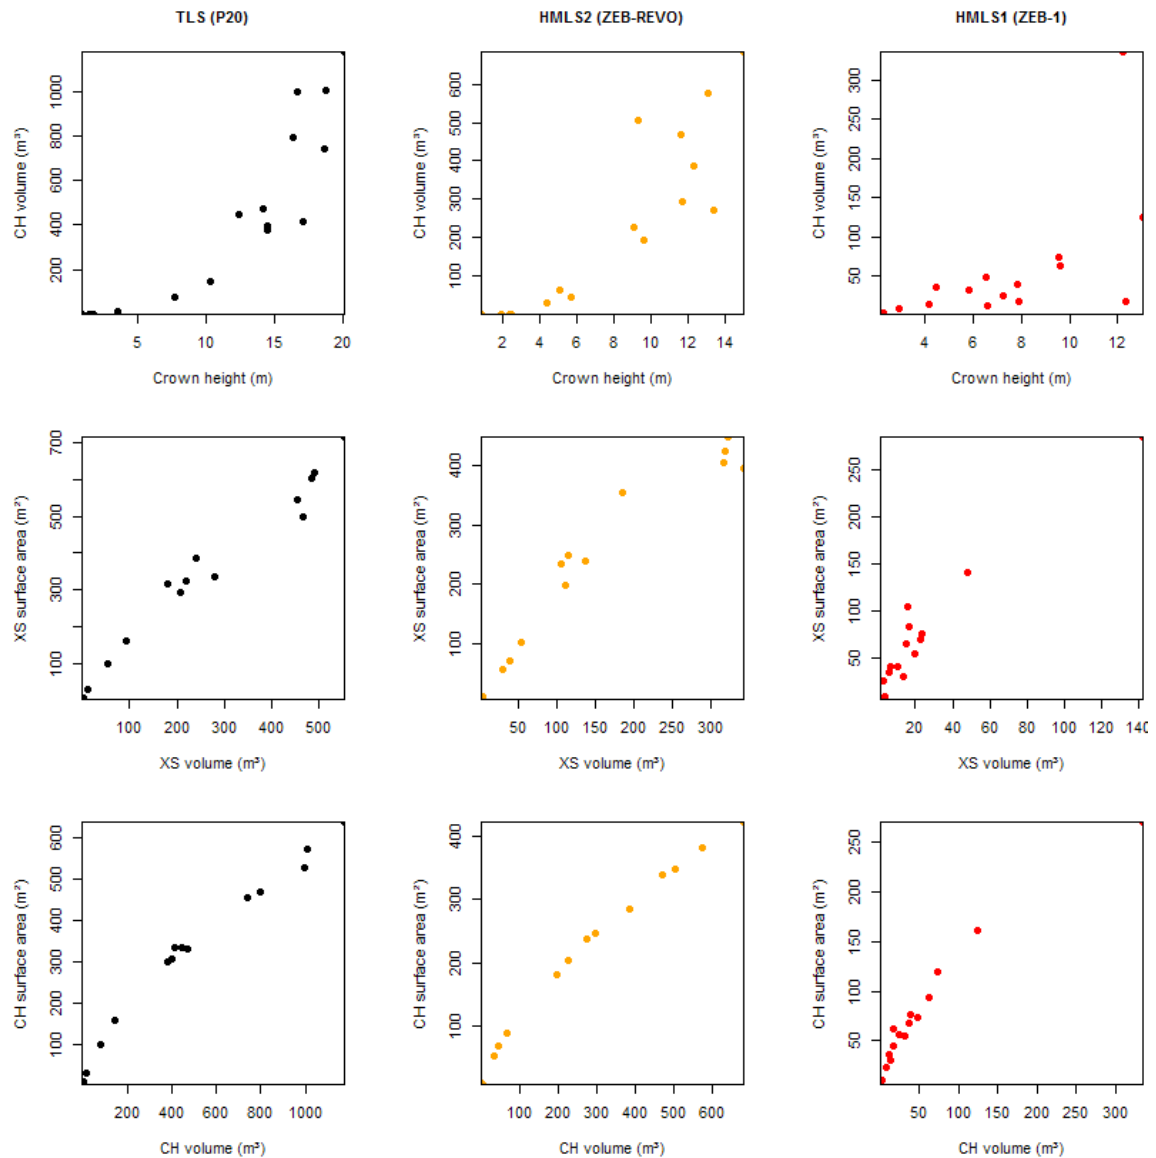 TLS (P20) HMLS2 (ZEB-REVO) HMLS1 (ZEB-1)
CH volume (m³)
200 400 600 800 1000
5 10 15 20
Crown height (m)
CH volume (m³)
100 200 300 400 500 600
2 4 6 8 10 12 14
Crown height (m)
CH volume (m³)
50 100 150 200 250 300
4 6 8 10 12
Crown height (m)
XS surface area (m²)
100 300 500 700
100 200 300 400 500
XS volume (m³)
XS surface area (m²)
100 200 300 400
50 100 150 200 250 300
XS volume (m³)
XS surface area (m²)
50 100 150 200 250
20 40 60 80 100 120 140
XS volume (m³)
CH surface area (m²)
100 200 300 400 500 600
200 400 600 800 1000
CH volume (m³)
CH surface area (m²)
100 200 300 400
100 200 300 400 500 600
CH volume (m³)
CH surface area (m²)
50 100 150 200 250
50 100 150 200 250 300
CH volume (m³)